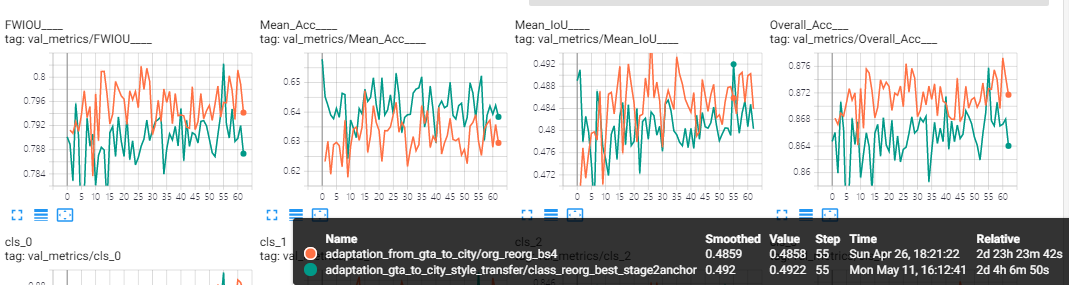 FWIOU____
tag: val_metrics/FWIOU____
0.8
0.796
0.792
0.788
0.784
0 5 10 15 20 25 30 35 40 45 50 55 60
Mean_Acc____
tag: val_metrics/Mean_Acc____
0.65
0.64
0.63
0.62
0 5 10 15 20 25 30 35 40 45 50 55 60
Mean_IoU____
tag: val_metrics/Mean_IoU____
0.492
0.488
0.484
0.48
0.476
0.472
0 5 10 15 20 25 30 35 40 45 50 55 60
Overall_Acc___
tag: val_metrics/Overall_Acc___
0.876
0.872
0.868
0.864
0.86
0 5 10 15 20 25 30 35 40 45 50 55 60
cls_0
tag: val_metrics/cls_0
cls_1
cls_2
Name Smoothed Value Step Time Relative
adaptation_from_gta_to_city/org_reorg_bs4 0.4859 0.4858 55 Sun Apr 26, 18:21:22 2d 23h 23m 42s
adaptation_gta_to_city_style_transfer/class_reorg_best_stage2anchor 0.492 0.4922 55 Mon May 11, 16:12:41 2d 4h 6m 50s